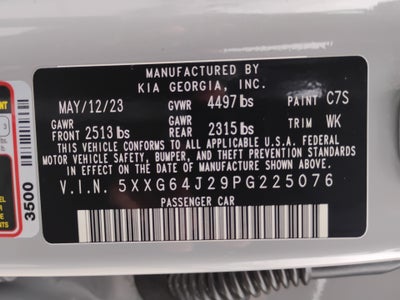 MANUFACTURED BY
KIA GEORGIA, INC.
MAY/12/23 GVWR 4497 lbs PAINT C7S
GAWR FRONT 2513 lbs GAWR REAR 2315 lbs TRIM WK
THIS VEHICLE CONFORMS TO ALL APPLICABLE U.S.A. FEDERAL
MOTOR VEHICLE SAFETY, BUMPER, AND THEFT PREVENTION STANDARDS
IN EFFECT ON THE DATE OF MANUFACTURE SHOWN ABOVE.
V.I.N. 5XXG64J29PG225076
PASSENGER CAR
3500